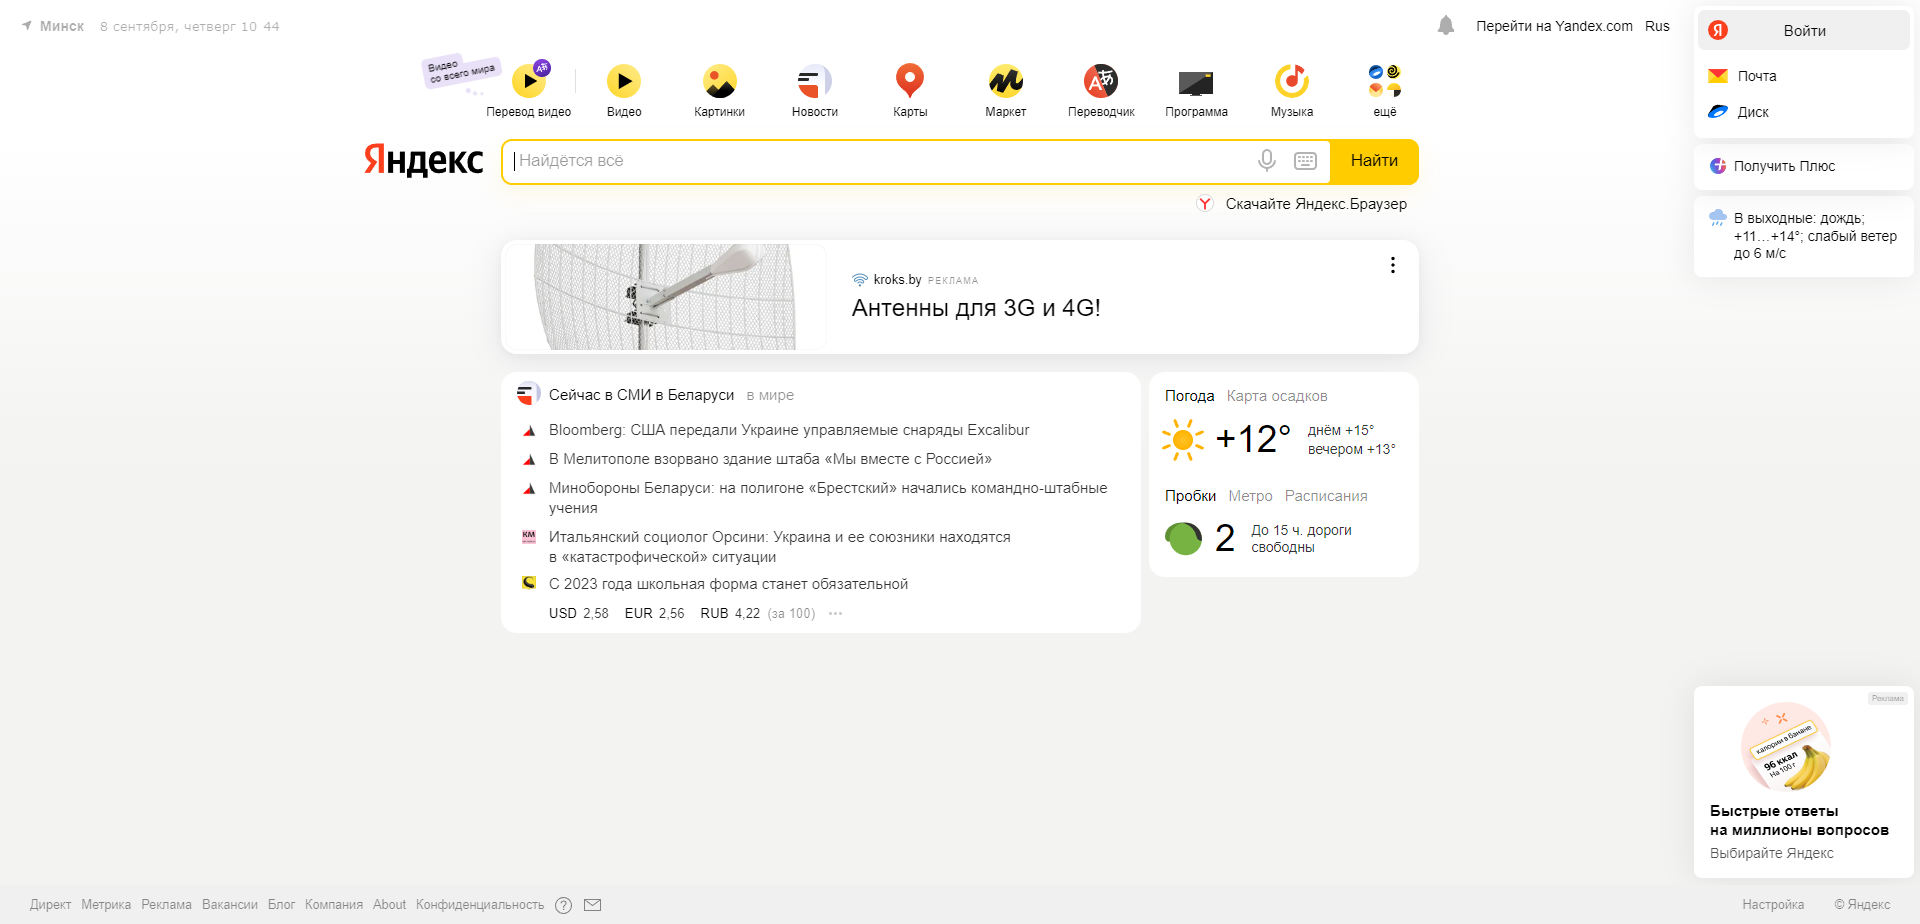 Минск 8 сентября, четверг 10 44
Перейти на Yandex.com Rus
Войти
Почта
Диск
Получить Плюс
В выходные: дождь;
+11…+14°; слабый ветер
до 6 м/с
Видео
со всего мира
Перевод видео
Видео
Картинки
Новости
Карты
Маркет
Переводчик
Программа
Музыка
ещё
Яндекс
Найдётся всё
Найти
Скачайте Яндекс.Браузер
kroks.by РЕКЛАМА
Антенны для 3G и 4G!
Сейчас в СМИ в Беларуси в мире
Bloomberg: США передали Украине управляемые снаряды Excalibur
В Мелитополе взорвано здание штаба «Мы вместе с Россией»
Минобороны Беларуси: на полигоне «Брестский» начались командно-штабные
учения
КМ
Итальянский социолог Орсини: Украина и ее союзники находятся
в «катастрофической» ситуации
С 2023 года школьная форма станет обязательной
USD 2,58 EUR 2,56 RUB 4,22 (за 100) ···
Погода Карта осадков
+12°
днём +15°
вечером +13°
Пробки Метро Расписания
2
До 15 ч. дороги
свободны
Реклама
калории в банане
96 ккал
На 100 г
Быстрые ответы
на миллионы вопросов
Выбирайте Яндекс
Директ Метрика Реклама Вакансии Блог Компания About Конфиденциальность ?
Настройка © Яндекс